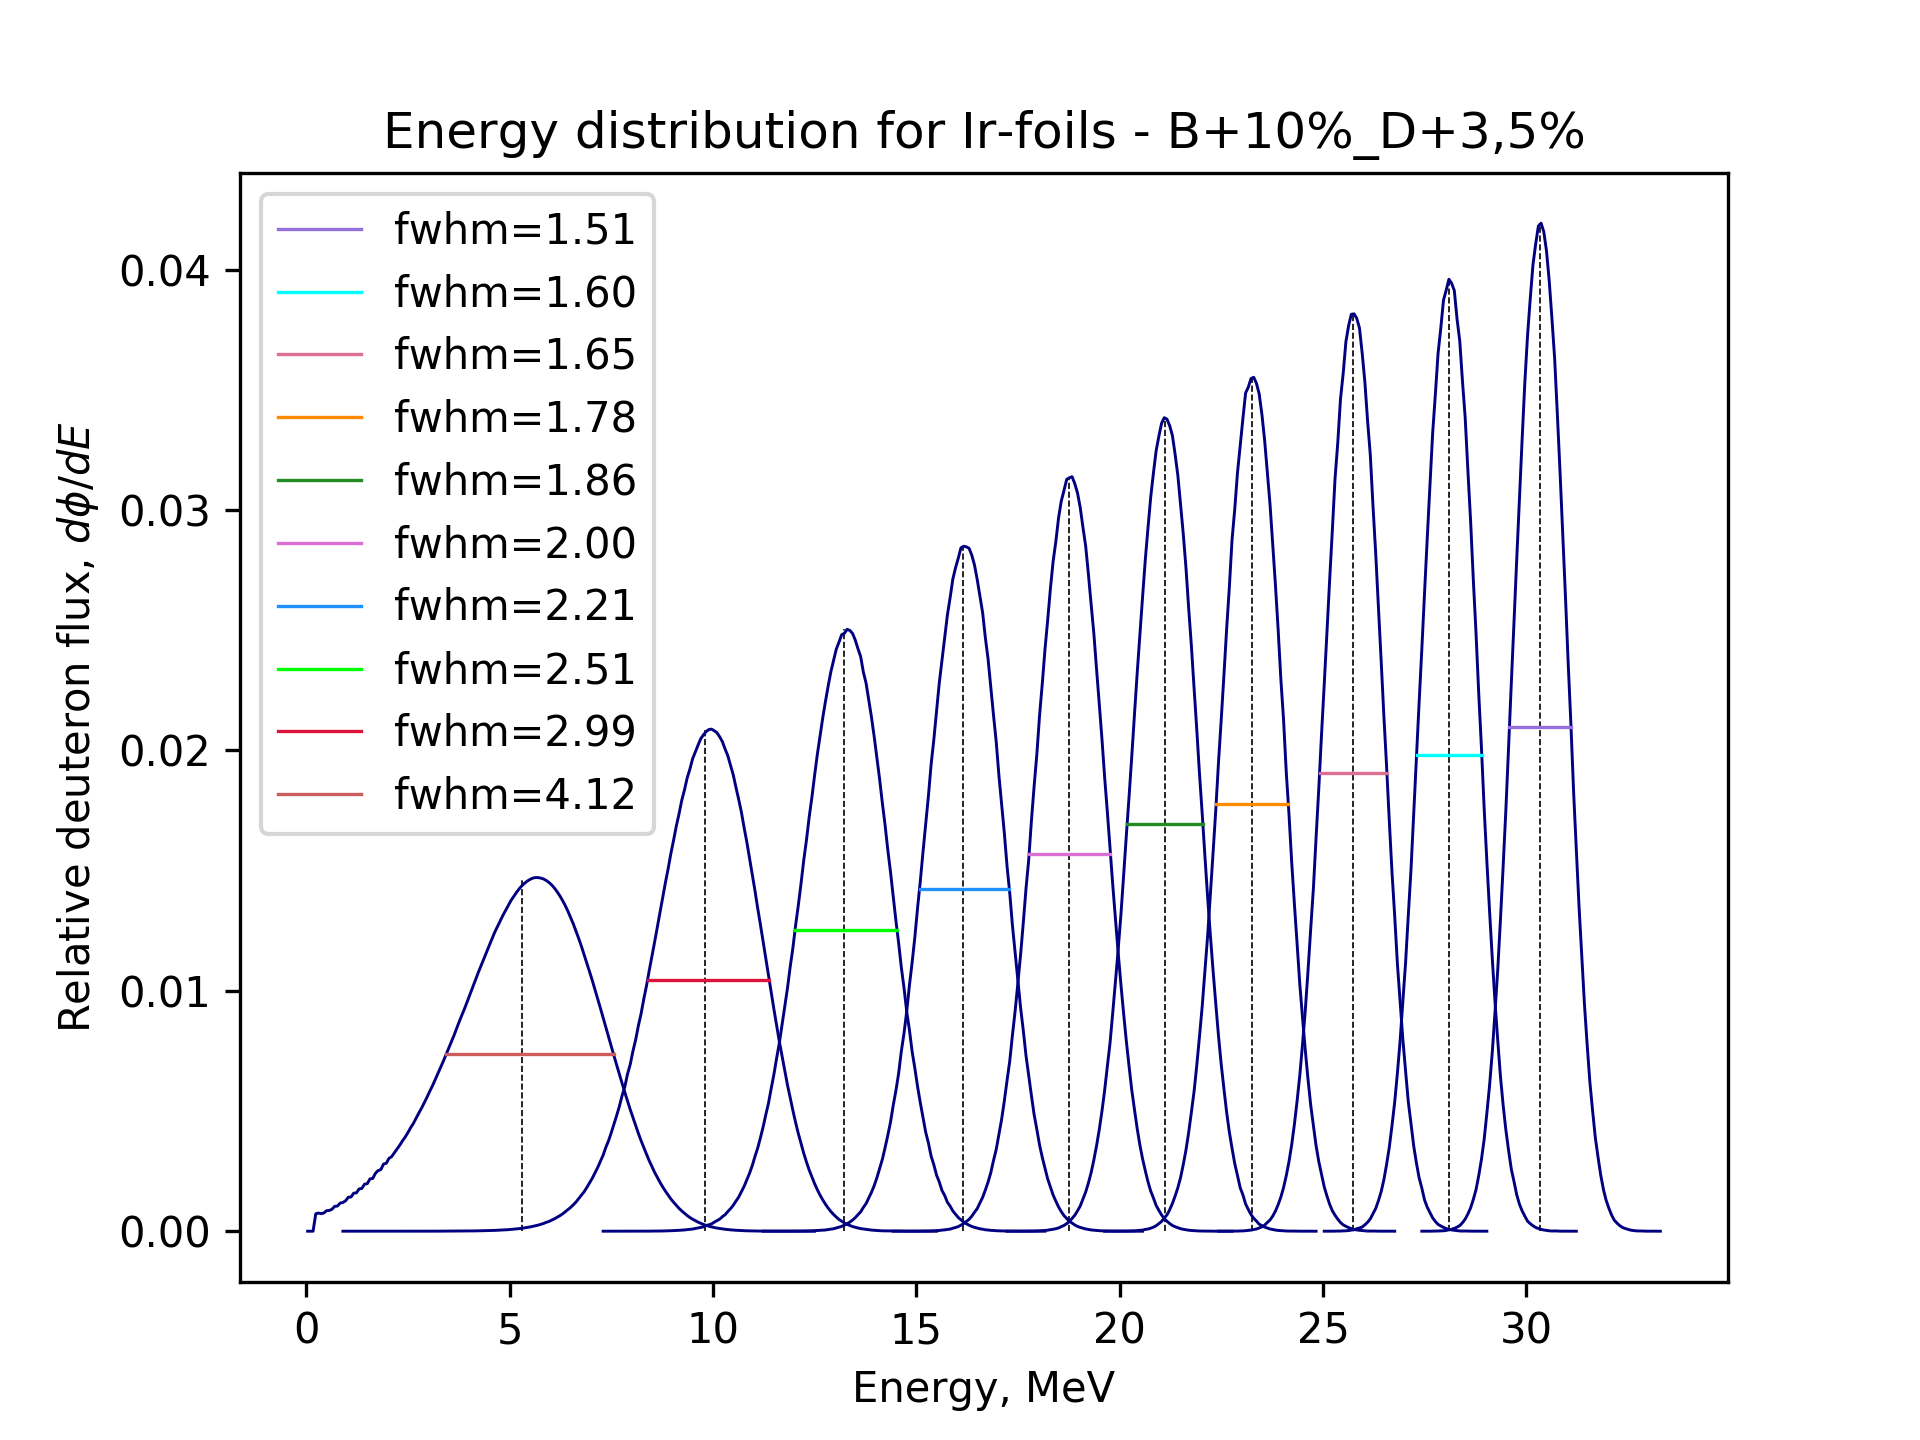 Energy distribution for Ir-foils - B+10%_D+3,5%
fwhm=1.51
fwhm=1.60
fwhm=1.65
fwhm=1.78
fwhm=1.86
fwhm=2.00
fwhm=2.21
fwhm=2.51
fwhm=2.99
fwhm=4.12
Relative deuteron flux, dϕ/dE
0.04
0.03
0.02
0.01
0.00
0 5 10 15 20 25 30
Energy, MeV